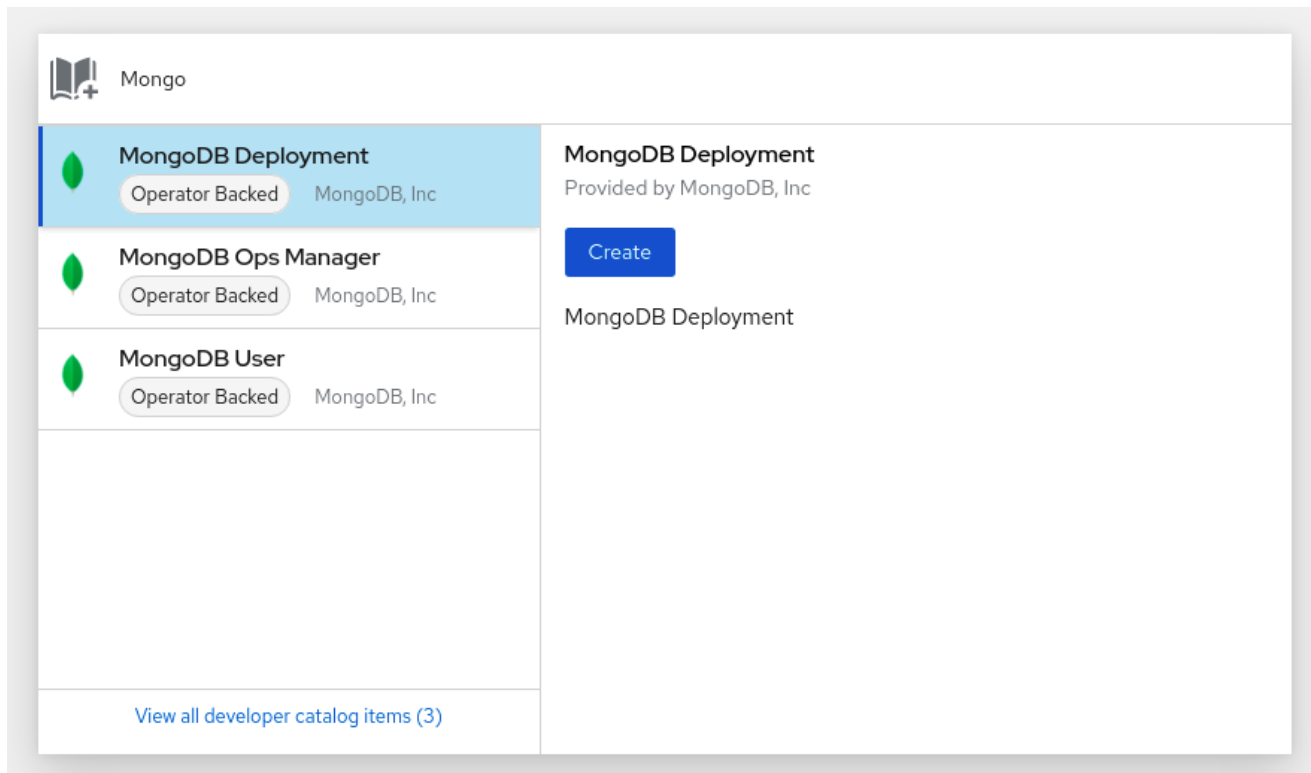 Mongo
MongoDB Deployment
Operator Backed MongoDB, Inc
MongoDB Ops Manager
Operator Backed MongoDB, Inc
MongoDB User
Operator Backed MongoDB, Inc
View all developer catalog items (3)
MongoDB Deployment
Provided by MongoDB, Inc
Create
MongoDB Deployment